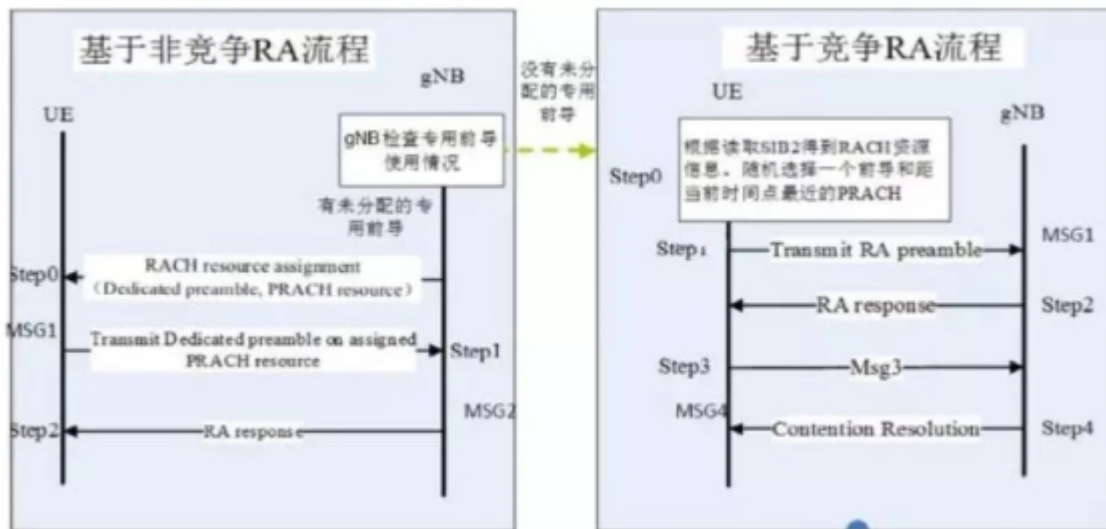 基于非竞争RA流程
gNB
UE
gNB检查专用前导
使用情况
有未分配的专
用前导
Step0
RACH resource assignment
（Dedicated preamble, PRACH resource）
MSG1
Transmit Dedicated preamble on assigned
PRACH resource
Step1
MSG2
Step2
RA response
没有未分
配的专用
前导
基于竞争RA流程
UE
gNB
Step0
根据读取SIB2得到RACH资源
信息。随机选择一个前导和距
当前时间点最近的PRACH
Step1
Transmit RA preamble
MSG1
RA response
Step2
Step3
Msg3
MSG4
Contention Resolution
Step4